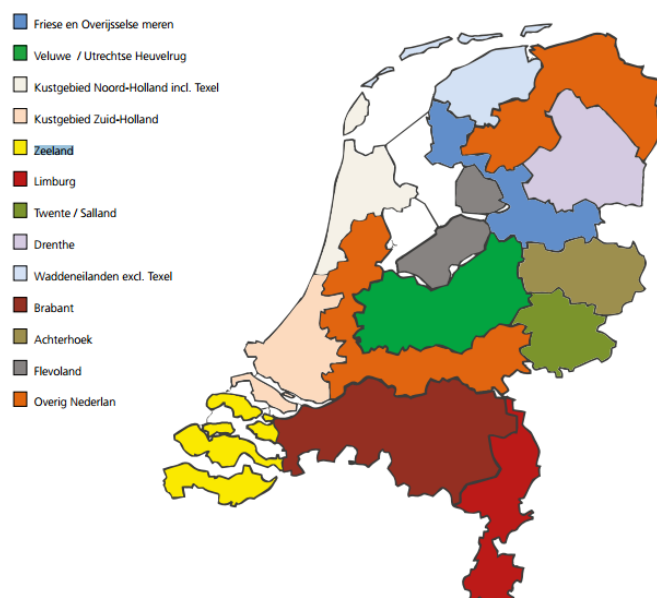 Friese en Overijsselse meren
Veluwe / Utrechtse Heuvelrug
Kustgebied Noord-Holland incl. Texel
Kustgebied Zuid-Holland
Zeeland
Limburg
Twente / Salland
Drenthe
Waddeneilanden excl. Texel
Brabant
Achterhoek
Flevoland
Overig Nederlan